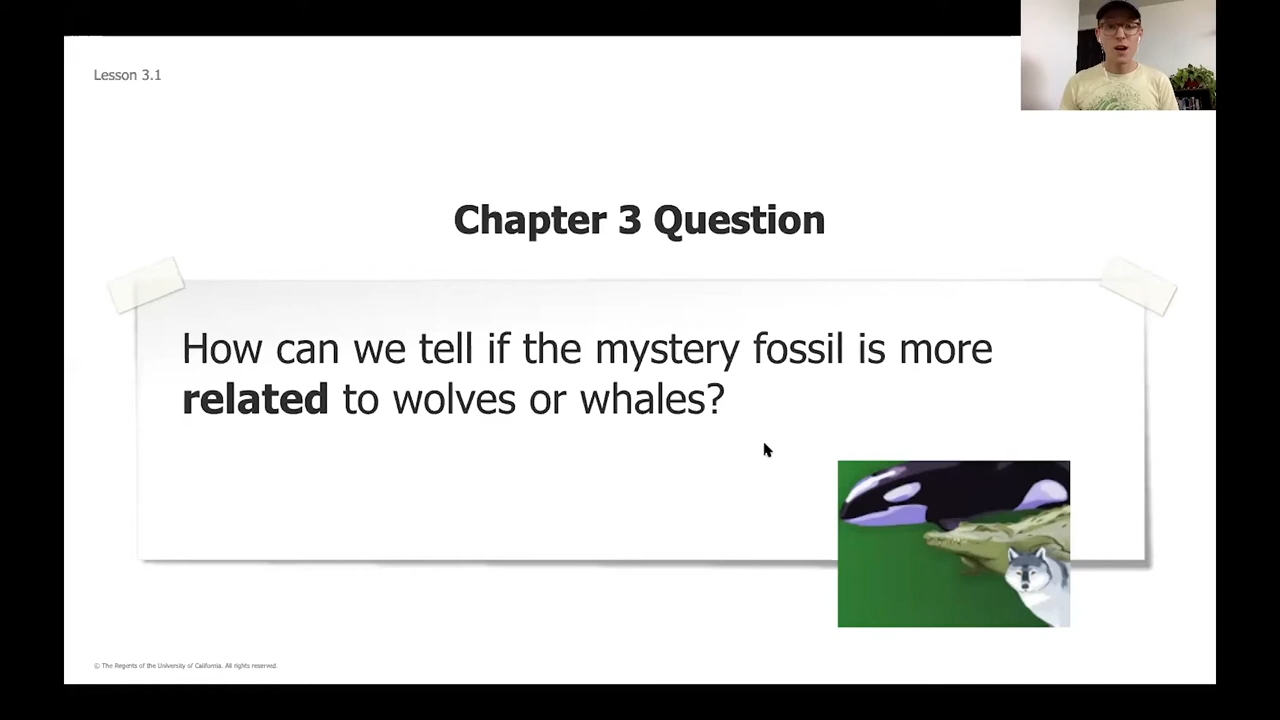 Lesson 3.1
Chapter 3 Question
How can we tell if the mystery fossil is more
related to wolves or whales?
© The Regents of the University of California. All rights reserved.